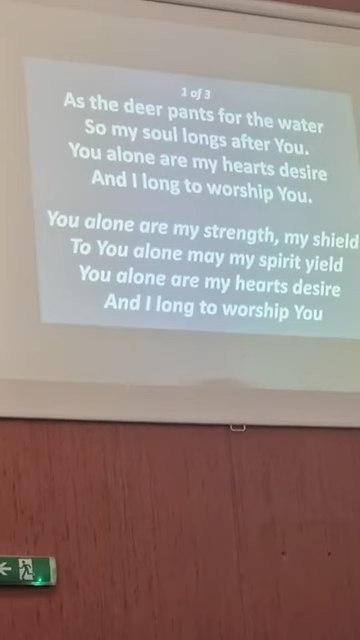 1 of 3
As the deer pants for the water
So my soul longs after You.
You alone are my hearts desire
And I long to worship You.
You alone are my strength, my shield
To You alone may my spirit yield
You alone are my hearts desire
And I long to worship You